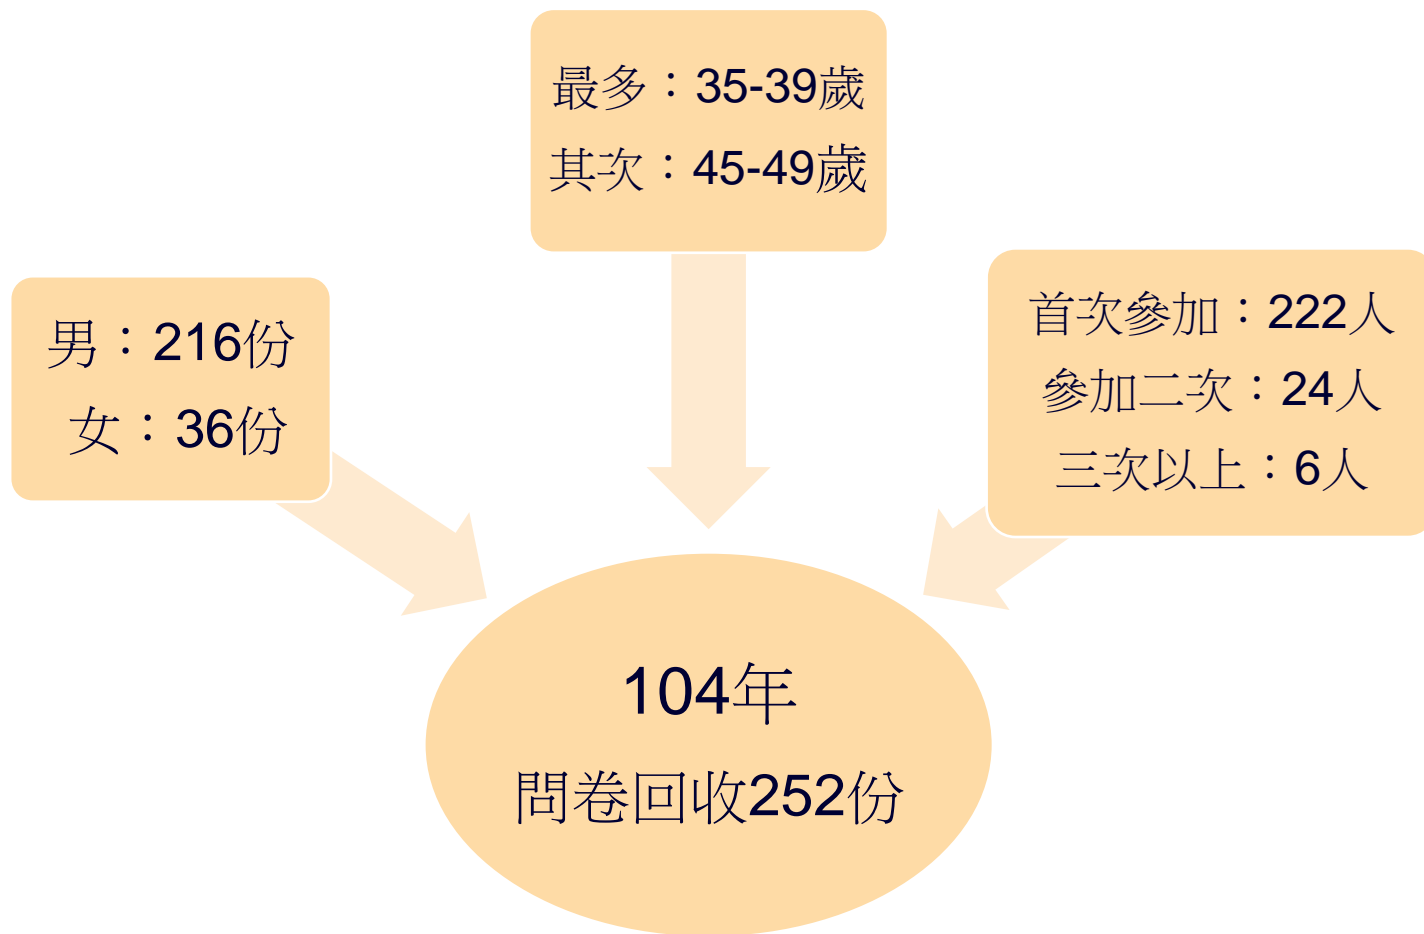 最多：35-39歲
其次：45-49歲
男：216份
女：36份
首次參加：222人
參加二次：24人
三次以上：6人
104年
問卷回收252份